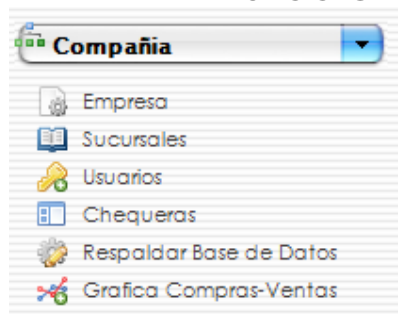 Compañia
Empresa
Sucursales
Usuarios
Chequeras
Respaldar Base de Datos
Grafica Compras-Ventas